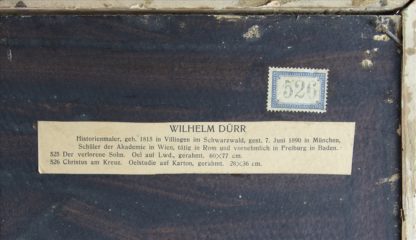 526
WILHELM DÜRR
Historienmaler, geb. 1815 in Villingen im Schwarzwald, gest. 7. Juni 1890 in München,
Schüler der Akademie in Wien, tätig in Rom und vornehmlich in Freiburg in Baden.
525 Der verlorene Sohn. Oel auf Lwd., gerahmt. 60×77 cm.
526 Christus am Kreuz. Oelstudie auf Karton, gerahmt. 28×36 cm.